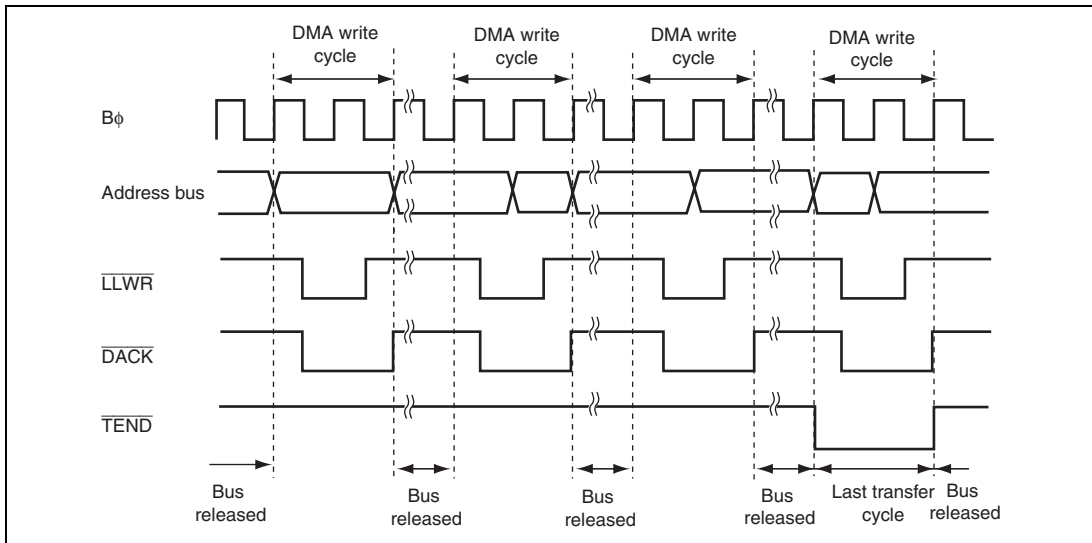 DMA write
cycle
DMA write
cycle
DMA write
cycle
DMA write
cycle
Bϕ
Address bus
LLWR
DACK
TEND
Bus
released
Bus
released
Bus
released
Bus
released
Last transfer
cycle
Bus
released